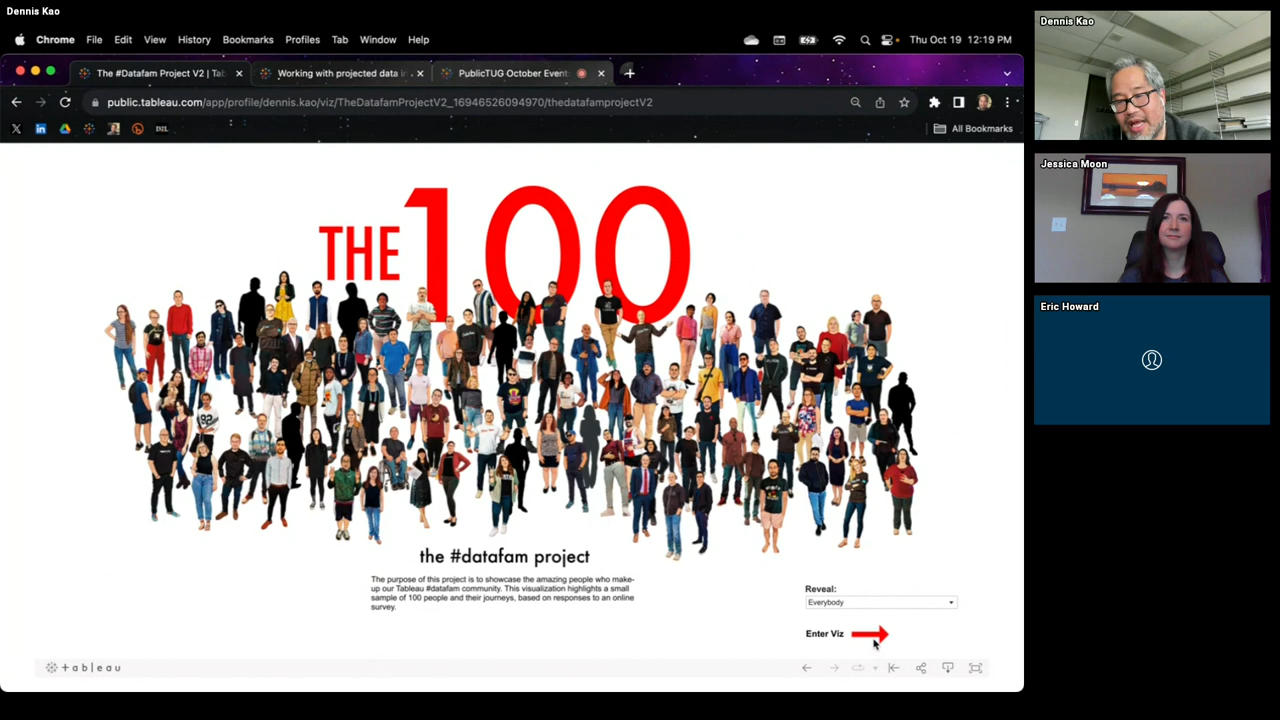 Dennis Kao
Chrome File Edit View History Bookmarks Profiles Tab Window Help
Thu Oct 19 12:19 PM
The #Datafam Project V2 | Tab
Working with projected data in
PublicTUG October Event
public.tableau.com/app/profile/dennis.kao/viz/TheDatafamProjectV2_16946526094970/thedatafamprojectV2
All Bookmarks
THE 100
the #datafam project
The purpose of this project is to showcase the amazing people who make-
up our Tableau #datafam community. This visualization highlights a small
sample of 100 people and their journeys, based on responses to an online
survey.
Reveal:
Everybody
Enter Viz
+ a b l e a u
Dennis Kao
Jessica Moon
Eric Howard